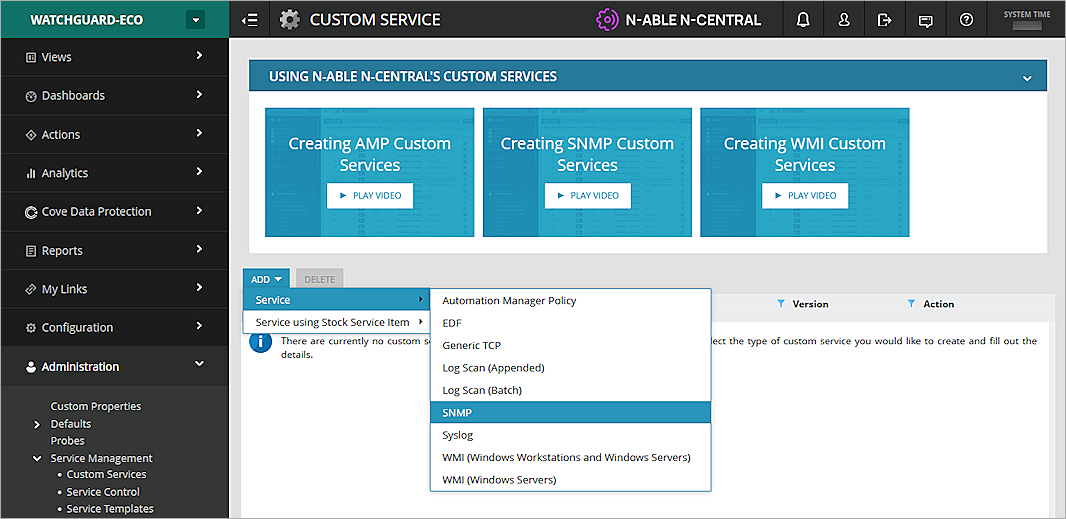 WATCHGUARD-ECO
CUSTOM SERVICE
N-ABLE N-CENTRAL
SYSTEM TIME
Views
Dashboards
Actions
Analytics
Cove Data Protection
Reports
My Links
Configuration
Administration
Custom Properties
Defaults
Probes
Service Management
• Custom Services
• Service Control
• Service Templates
USING N-ABLE N-CENTRAL'S CUSTOM SERVICES
Creating AMP Custom
Services
PLAY VIDEO
Creating SNMP Custom
Services
PLAY VIDEO
Creating WMI Custom
Services
PLAY VIDEO
ADD
DELETE
Service
Service using Stock Service Item
Automation Manager Policy
EDF
Generic TCP
Log Scan (Appended)
Log Scan (Batch)
SNMP
Syslog
WMI (Windows Workstations and Windows Servers)
WMI (Windows Servers)
Version
Action
There are currently no custom s
lect the type of custom service you would like to create and fill out the
details.